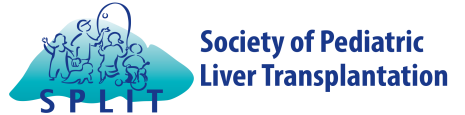 SPLIT
Society of Pediatric
Liver Transplantation